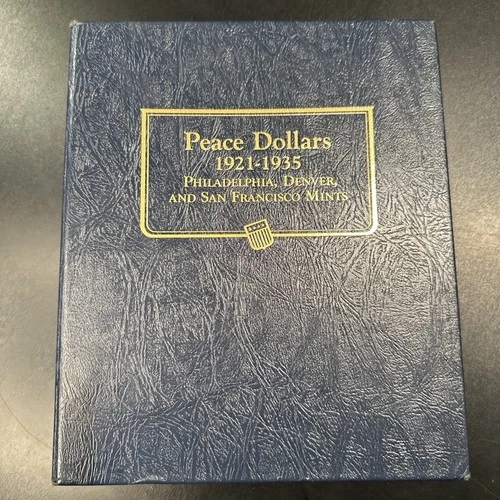 Peace Dollars
1921-1935
Philadelphia, Denver,
and San Francisco Mints